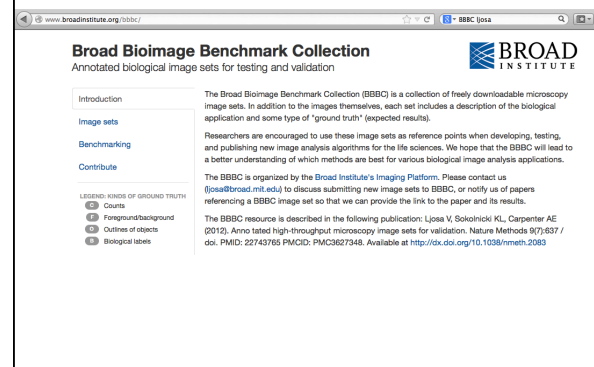 www.broadinstitute.org/bbbc/
BBBC ljosa
Broad Bioimage Benchmark Collection
Annotated biological image sets for testing and validation
BROAD
INSTITUTE
Introduction
Image sets
Benchmarking
Contribute
LEGEND: KINDS OF GROUND TRUTH
C Counts
F Foreground/background
O Outlines of objects
B Biological labels
The Broad Bioimage Benchmark Collection (BBBC) is a collection of freely downloadable microscopy
image sets. In addition to the images themselves, each set includes a description of the biological
application and some type of "ground truth" (expected results).
Researchers are encouraged to use these image sets as reference points when developing, testing,
and publishing new image analysis algorithms for the life sciences. We hope that the BBBC will lead to
a better understanding of which methods are best for various biological image analysis applications.
The BBBC is organized by the Broad Institute's Imaging Platform. Please contact us
(ljosa@broad.mit.edu) to discuss submitting new image sets to BBBC, or notify us of papers
referencing a BBBC image set so that we can provide the link to the paper and its results.
The BBBC resource is described in the following publication: Ljosa V, Sokolnicki KL, Carpenter AE
(2012). Anno tated high-throughput microscopy image sets for validation. Nature Methods 9(7):637 /
doi. PMID: 22743765 PMCID: PMC3627348. Available at http://dx.doi.org/10.1038/nmeth.2083